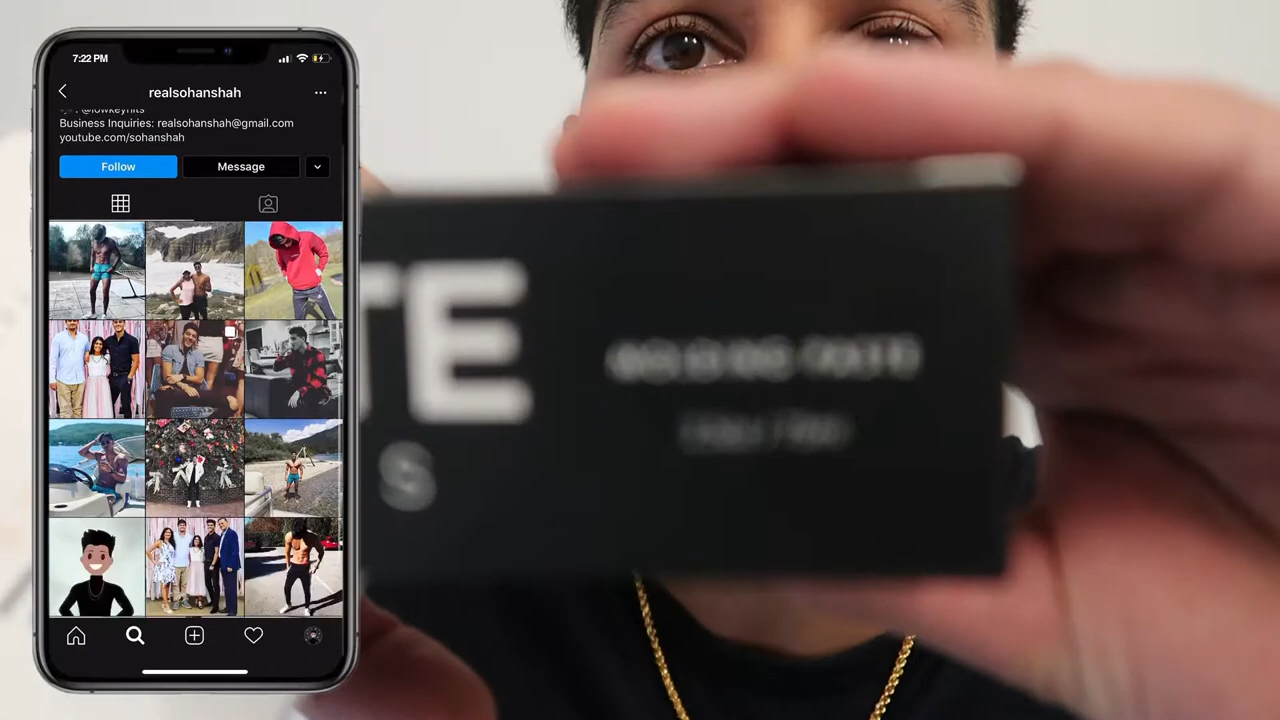 7:22 PM
realsohanshah
Business Inquiries: realsohanshah@gmail.com
youtube.com/sohanshah
Follow
Message
TE
S